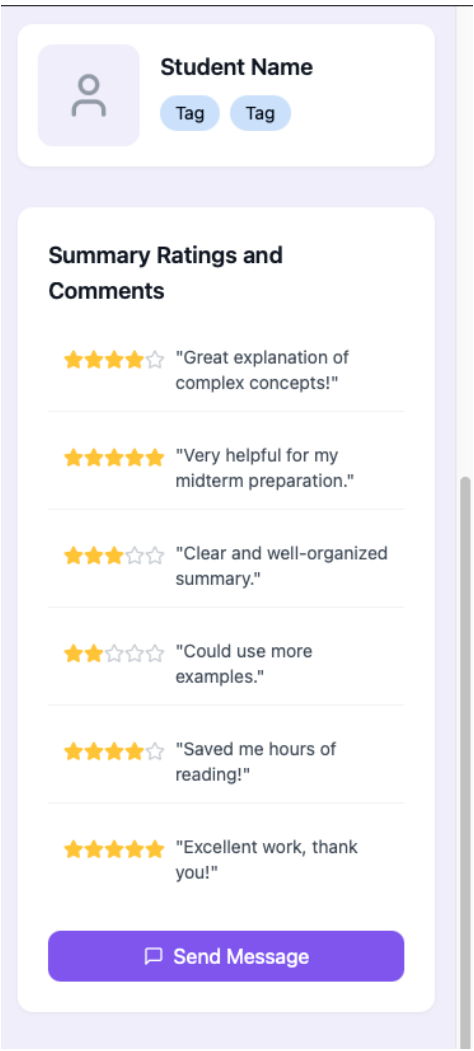 Student Name
Tag Tag
Summary Ratings and
Comments
"Great explanation of
complex concepts!"
"Very helpful for my
midterm preparation."
"Clear and well-organized
summary."
"Could use more
examples."
"Saved me hours of
reading!"
"Excellent work, thank
you!"
Send Message